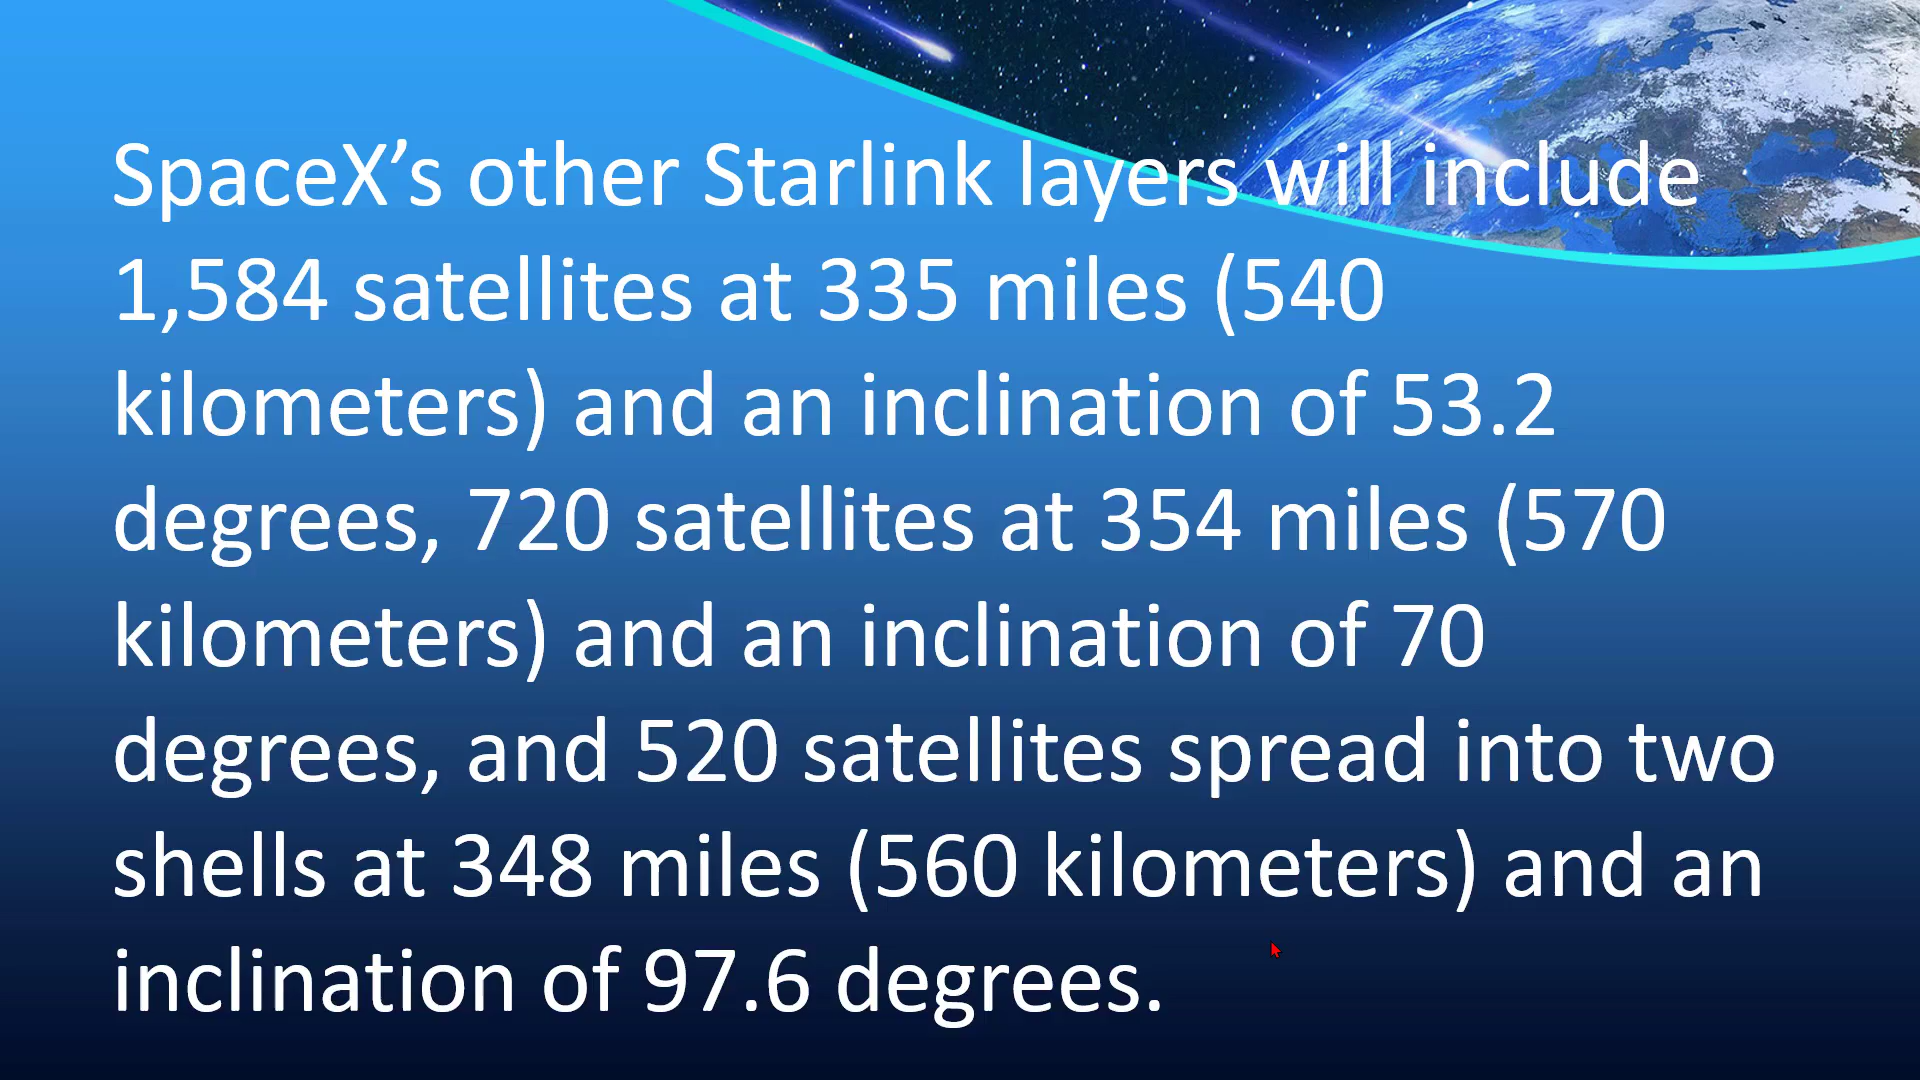 SpaceX’s other Starlink layers will include
1,584 satellites at 335 miles (540
kilometers) and an inclination of 53.2
degrees, 720 satellites at 354 miles (570
kilometers) and an inclination of 70
degrees, and 520 satellites spread into two
shells at 348 miles (560 kilometers) and an
inclination of 97.6 degrees.